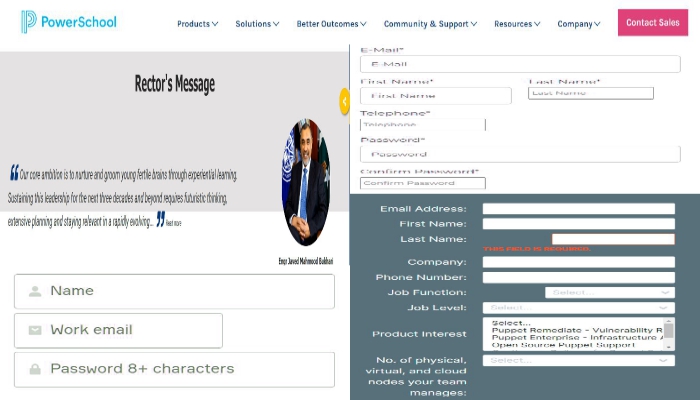 PowerSchool
Products
Solutions
Better Outcomes
Community & Support
Resources
Company
Contact Sales
Rector's Message
“ Our core ambition is to nurture and groom young fertile brains through experiential learning.
Sustaining this leadership for the next three decades and beyond requires futuristic thinking,
extensive planning and staying relevant in a rapidly evolving... ” Read more
Engr Javed Mahmood Bukhari
Name
Work email
Password 8+ characters
E-Mail*
E-Mail
First Name*
Last Name*
First Name
Last Name
Telephone*
Telephone
Password*
Password
Confirm Password*
Confirm Password
Email Address:
First Name:
Last Name:
THIS FIELD IS REQUIRED.
Company:
Phone Number:
Job Function:
Select...
Job Level:
Select...
Product Interest
Select...
Puppet Remediate - Vulnerability R
Puppet Enterprise - Infrastructure
Open Source Puppet Support
No. of physical,
virtual, and cloud
nodes your team
manages:
Select...